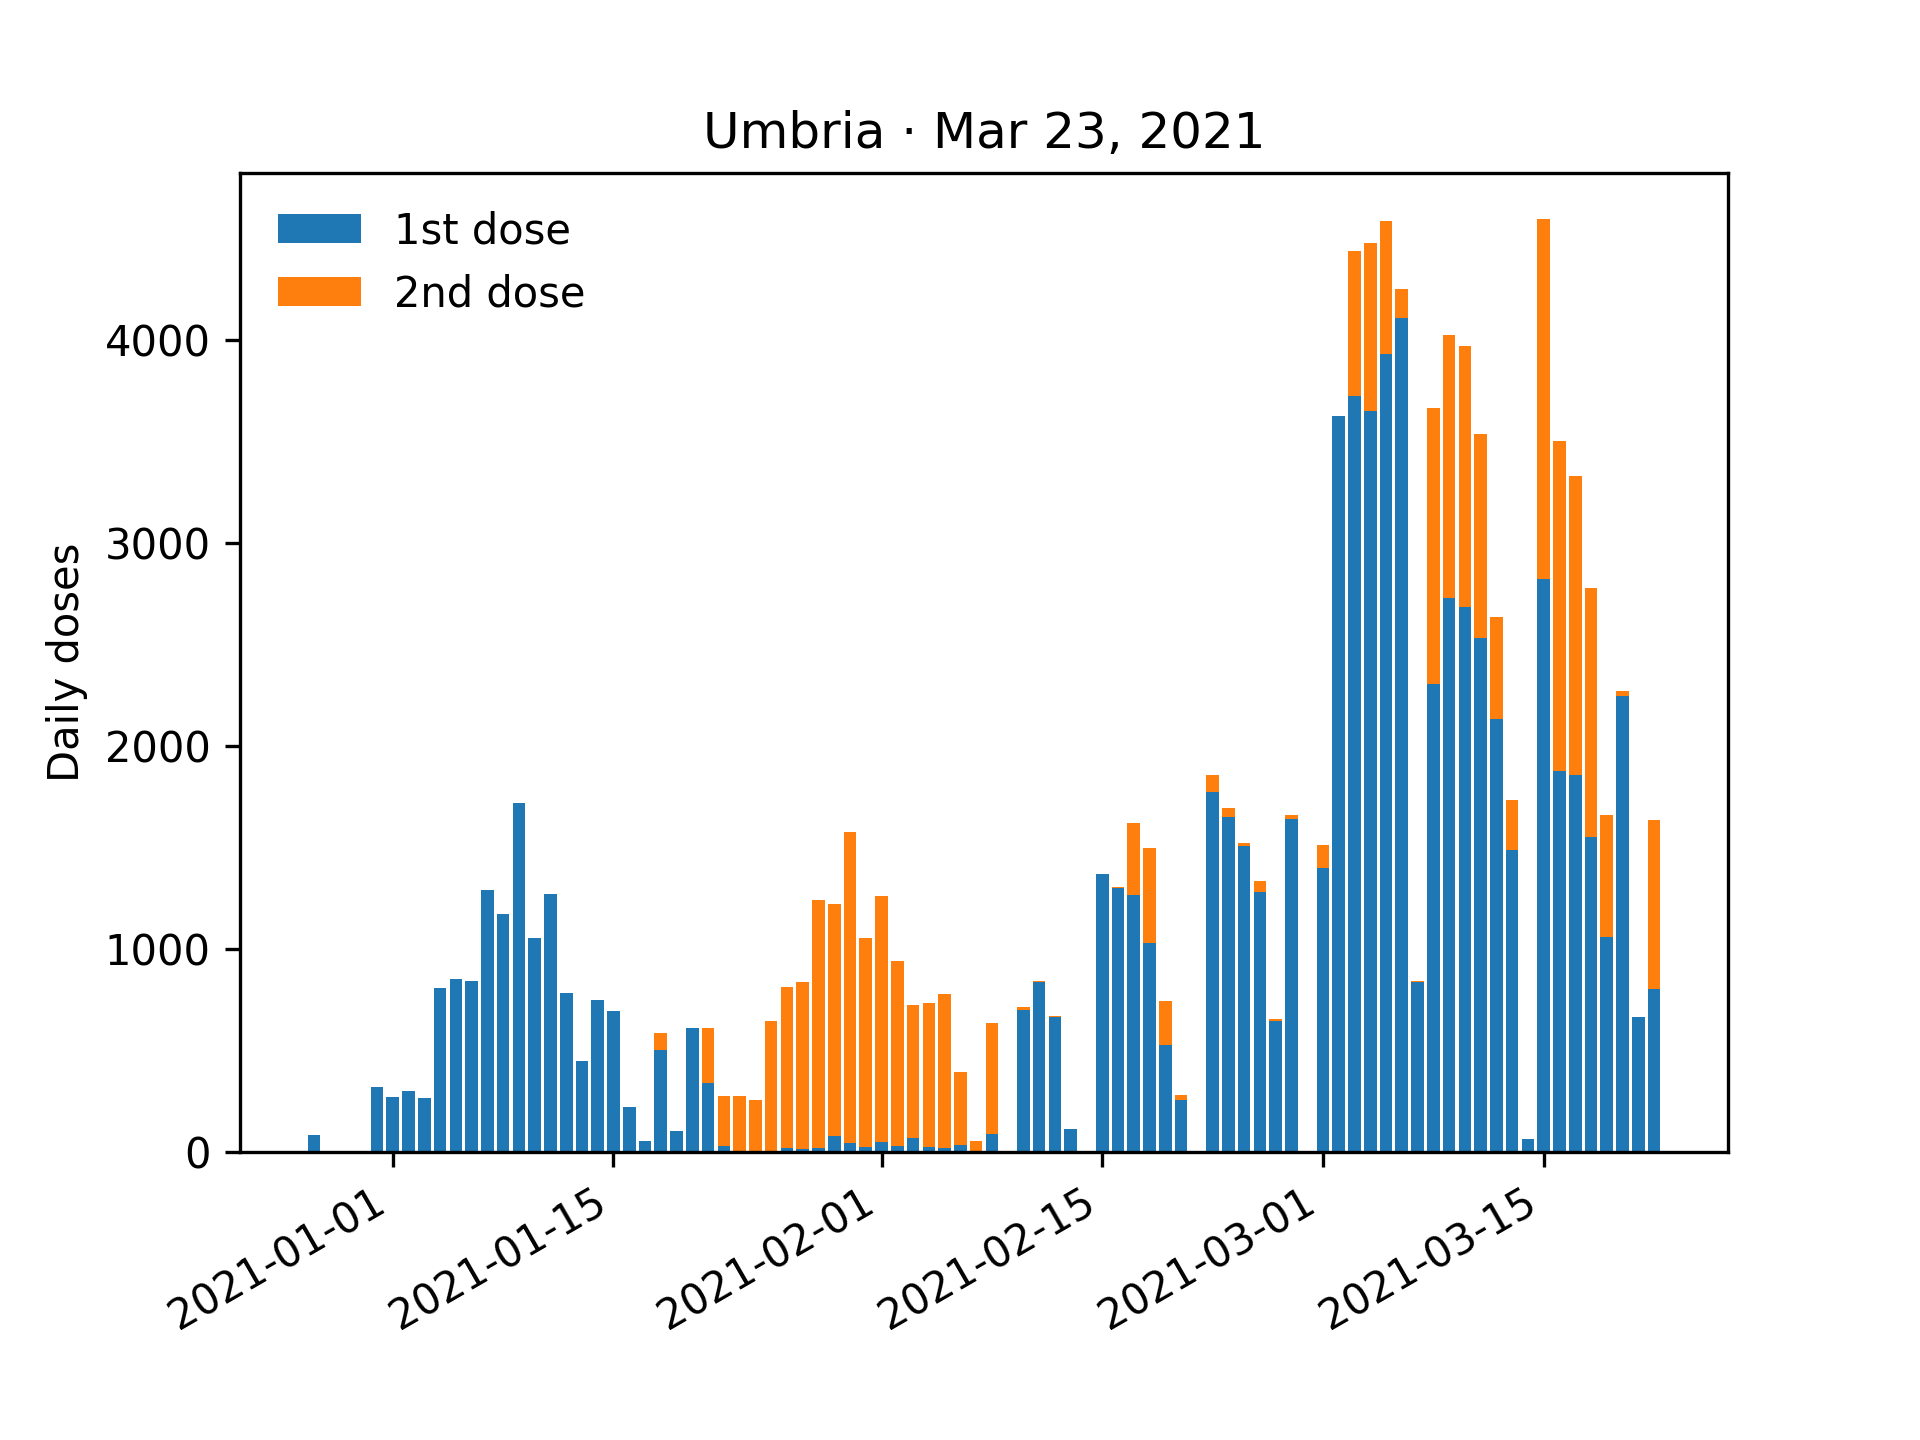 Umbria · Mar 23, 2021
1st dose
2nd dose
Daily doses
4000
3000
2000
1000
0
2021-01-01
2021-01-15
2021-02-01
2021-02-15
2021-03-01
2021-03-15